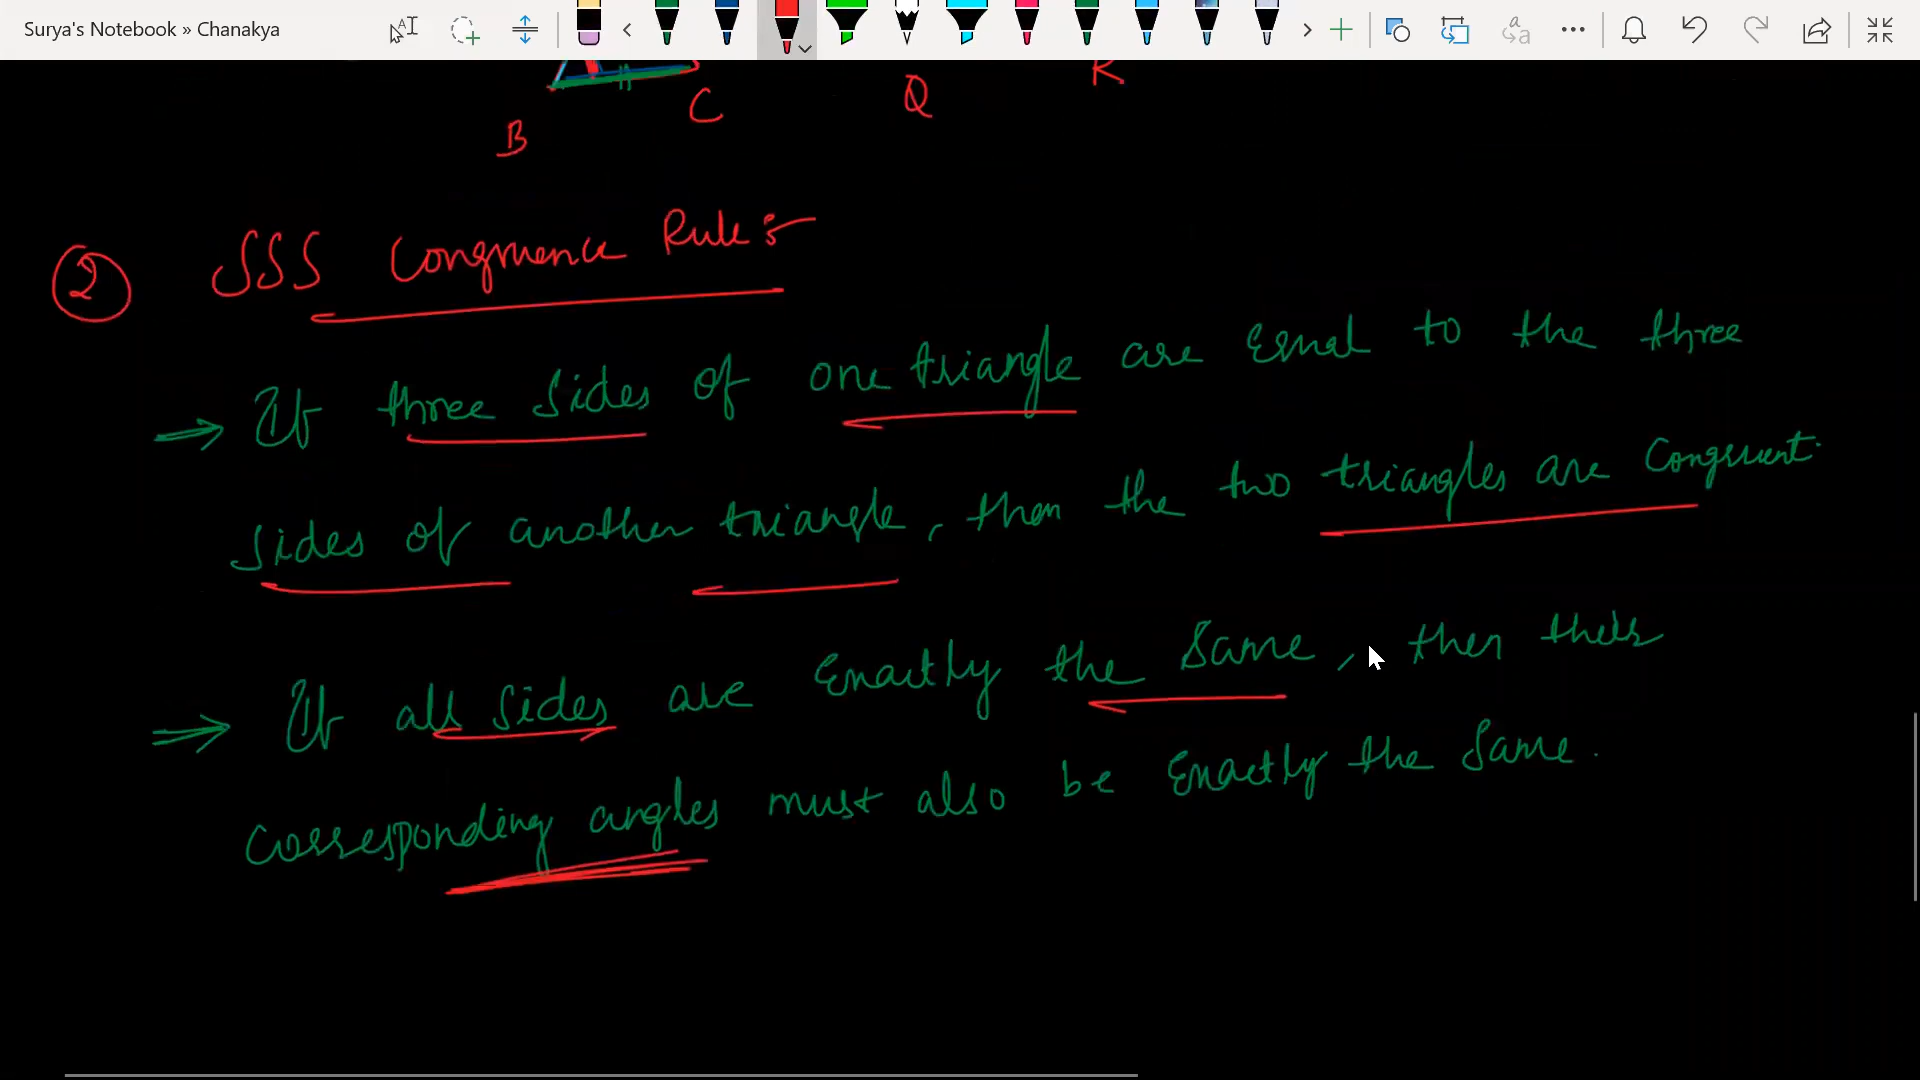 Surya's Notebook » Chanakya
B C Q R
② SSS Congruence Rule:-
⇒ If three sides of one triangle are Equal to the three
sides of another triangle, then the two triangles are Congruent.
⇒ If all sides are Exactly the Same, then their
corresponding angles must also be Exactly the Same.